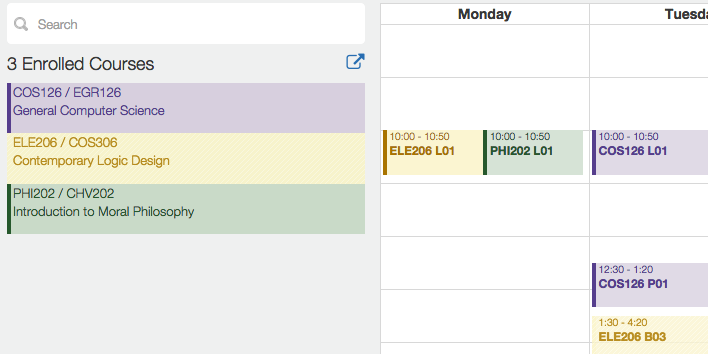 Search
3 Enrolled Courses
COS126 / EGR126
General Computer Science
ELE206 / COS306
Contemporary Logic Design
PHI202 / CHV202
Introduction to Moral Philosophy
Monday
10:00 - 10:50
ELE206 L01
10:00 - 10:50
PHI202 L01
Tuesd
10:00 - 10:50
COS126 L01
12:30 - 1:20
COS126 P01
1:30 - 4:20
ELE206 B03